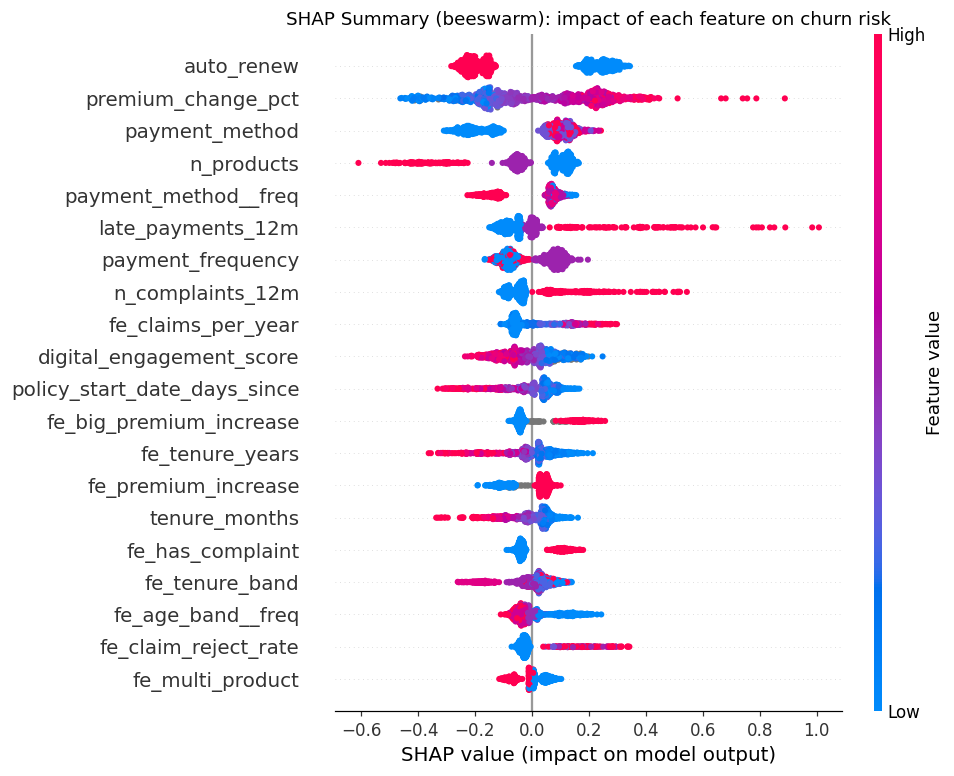 SHAP Summary (beeswarm): impact of each feature on churn risk
High
auto_renew
premium_change_pct
payment_method
n_products
payment_method__freq
late_payments_12m
payment_frequency
n_complaints_12m
fe_claims_per_year
digital_engagement_score
policy_start_date_days_since
fe_big_premium_increase
fe_tenure_years
fe_premium_increase
tenure_months
fe_has_complaint
fe_tenure_band
fe_age_band__freq
fe_claim_reject_rate
fe_multi_product
Feature value
Low
−0.6 −0.4 −0.2 0.0 0.2 0.4 0.6 0.8 1.0
SHAP value (impact on model output)